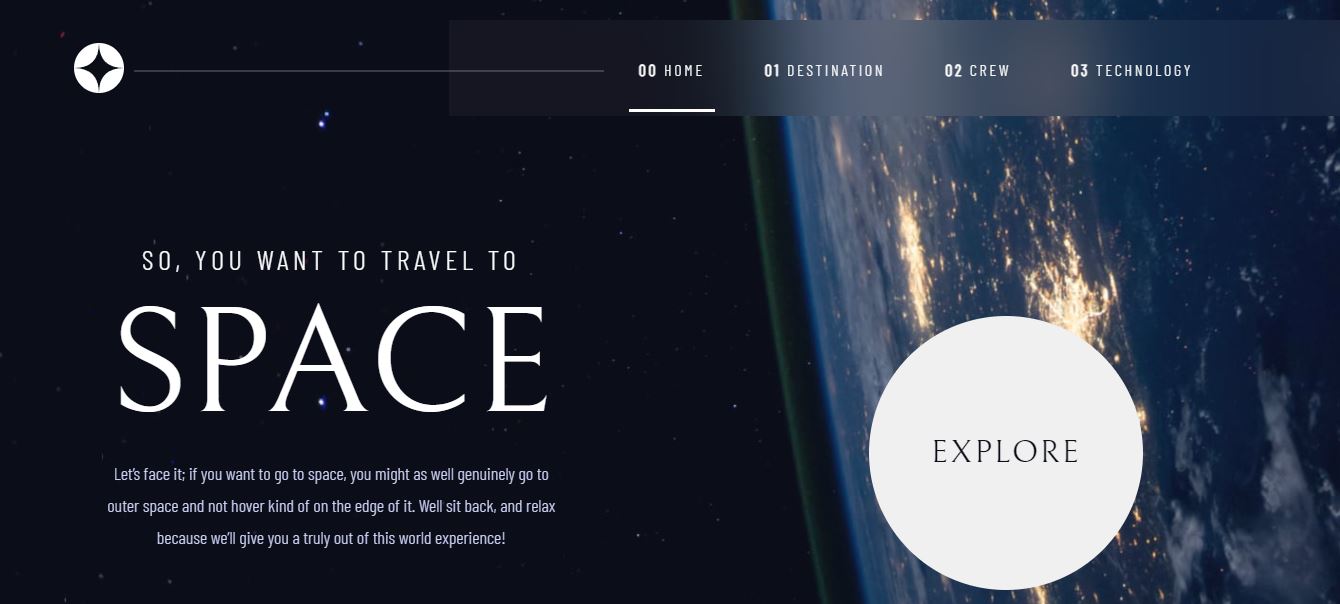 00 HOME 01 DESTINATION 02 CREW 03 TECHNOLOGY
SO, YOU WANT TO TRAVEL TO
SPACE
Let's face it; if you want to go to space, you might as well genuinely go to
outer space and not hover kind of on the edge of it. Well sit back, and relax
because we'll give you a truly out of this world experience!
EXPLORE